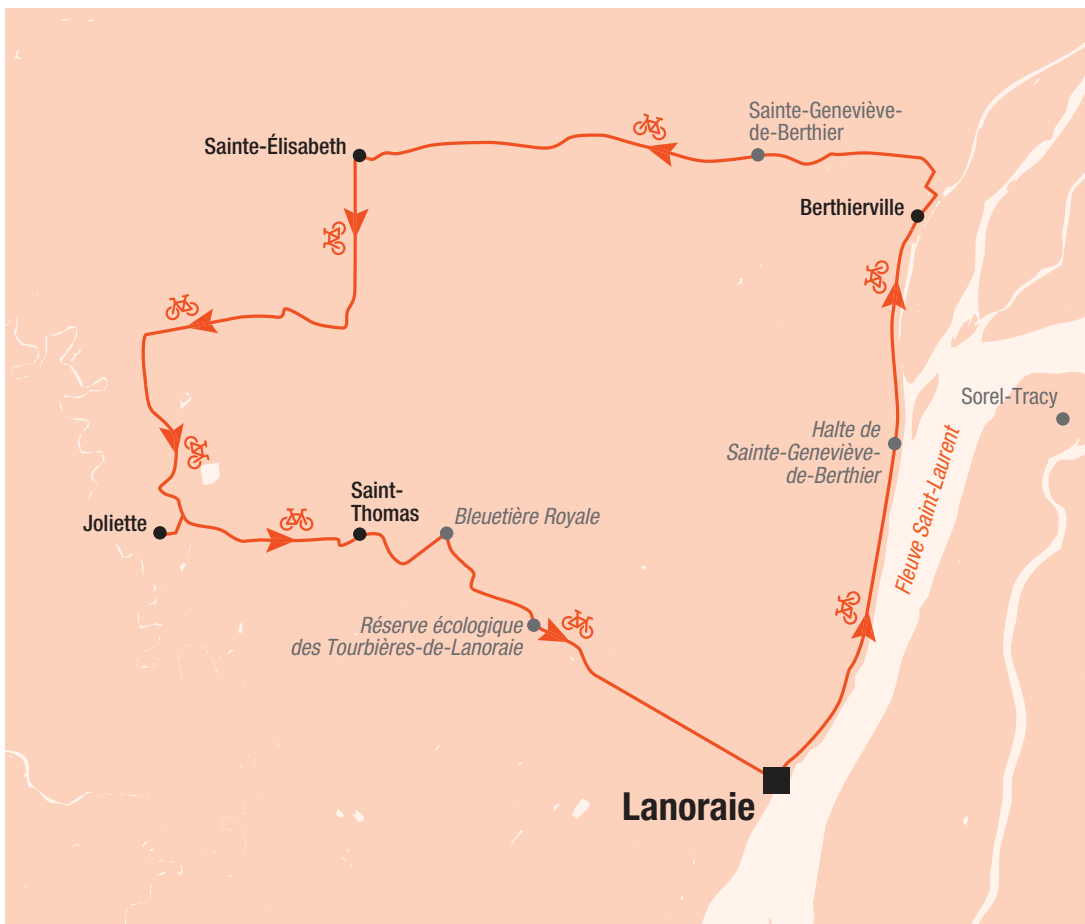 Sainte-Geneviève-
de-Berthier
Sainte-Élisabeth
Berthierville
Sorel-Tracy
Halte de
Sainte-Geneviève-
de-Berthier
Fleuve Saint-Laurent
Joliette
Saint-
Thomas
Bleuetière Royale
Réserve écologique
des Tourbières-de-Lanoraie
Lanoraie